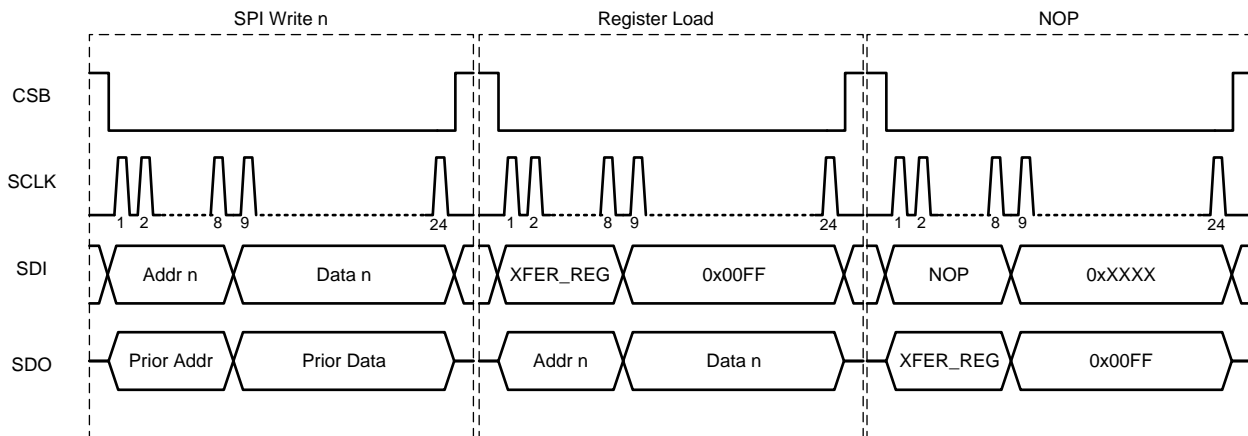 SPI Write n Register Load NOP
CSB
SCLK
1 2 8 9 24 1 2 8 9 24 1 2 8 9 24
SDI Addr n Data n XFER_REG 0x00FF NOP 0xXXXX
SDO Prior Addr Prior Data Addr n Data n XFER_REG 0x00FF